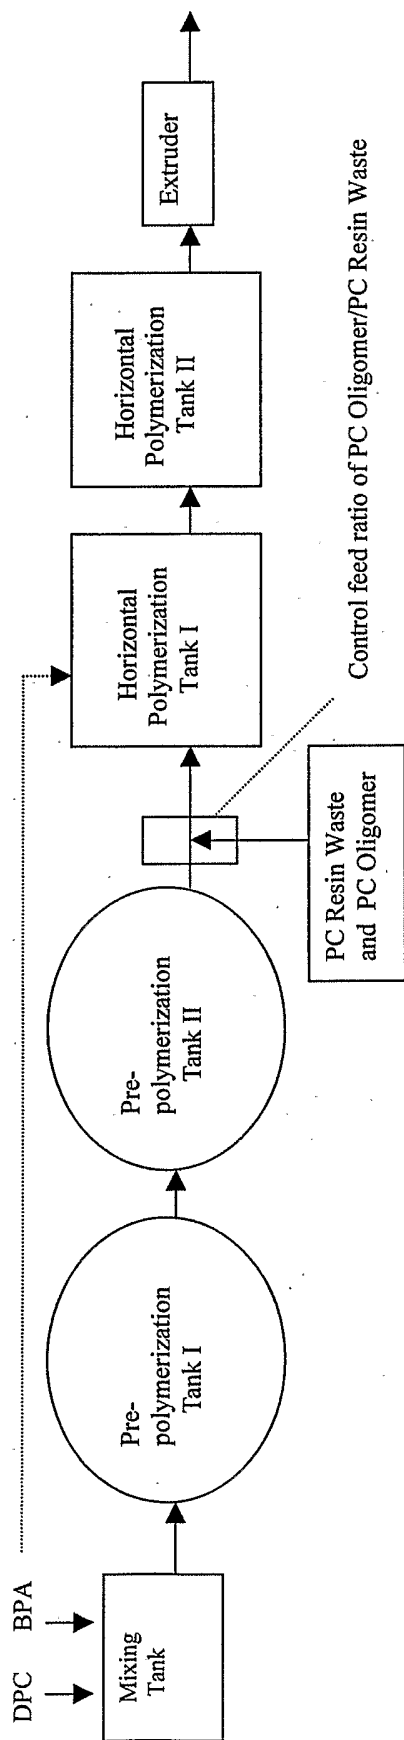 DPC
BPA
Mixing
Tank
Pre-
polymerization
Tank I
Pre-
polymerization
Tank II
PC Resin Waste
and PC Oligomer
Control feed ratio of PC Oligomer/PC Resin Waste
Horizontal
Polymerization
Tank I
Horizontal
Polymerization
Tank II
Extruder